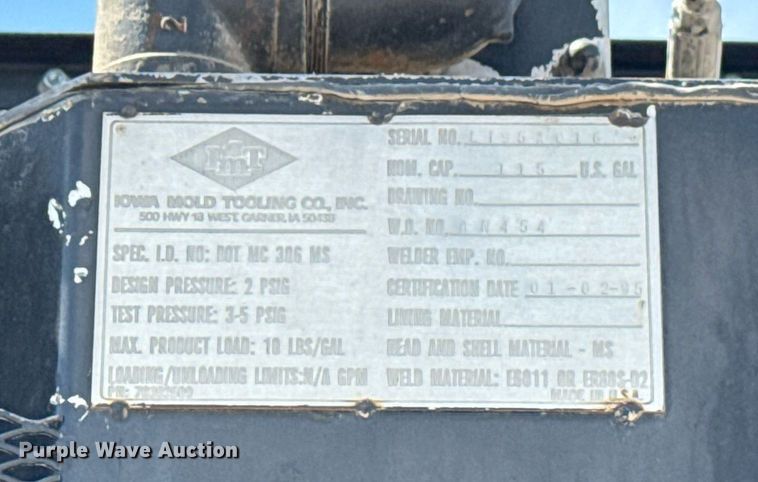 2
IMT
IOWA MOLD TOOLING CO., INC.
500 HWY 18 WEST, GARNER, IA 50438
SPEC. I.D. NO: DOT MC 306 MS
DESIGN PRESSURE: 2 PSIG
TEST PRESSURE: 3-5 PSIG
MAX. PRODUCT LOAD: 10 LBS/GAL
LOADING/UNLOADING LIMITS:N/A GPM
SERIAL NO.
NOM. CAP. 115 U.S. GAL
DRAWING NO.
W.O. NO.
WELDER EMP. NO.
CERTIFICATION DATE 01-02-95
LINING MATERIAL
HEAD AND SHELL MATERIAL - MS
WELD MATERIAL: E6011 OR ER80S-D2
MADE IN U.S.A.
Purple Wave Auction